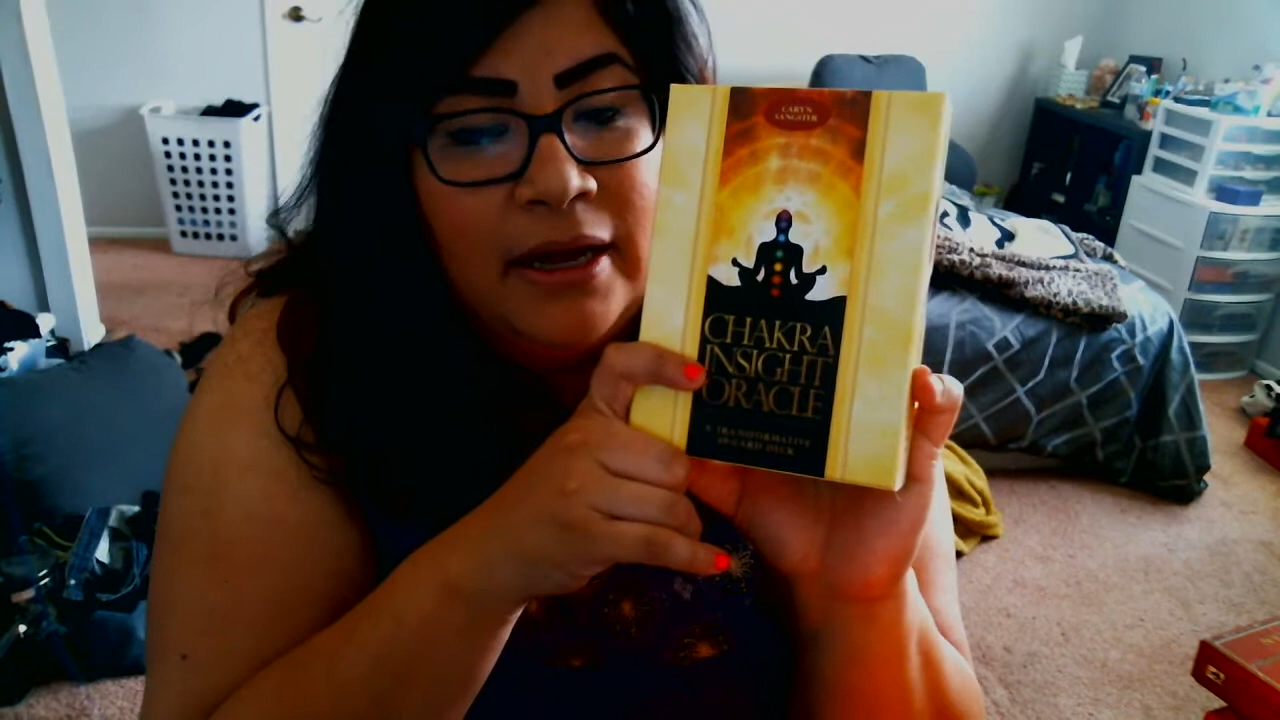 CARYN
SANGSTER
CHAKRA
INSIGHT
ORACLE
A TRANSFORMATIVE
49-CARD DECK